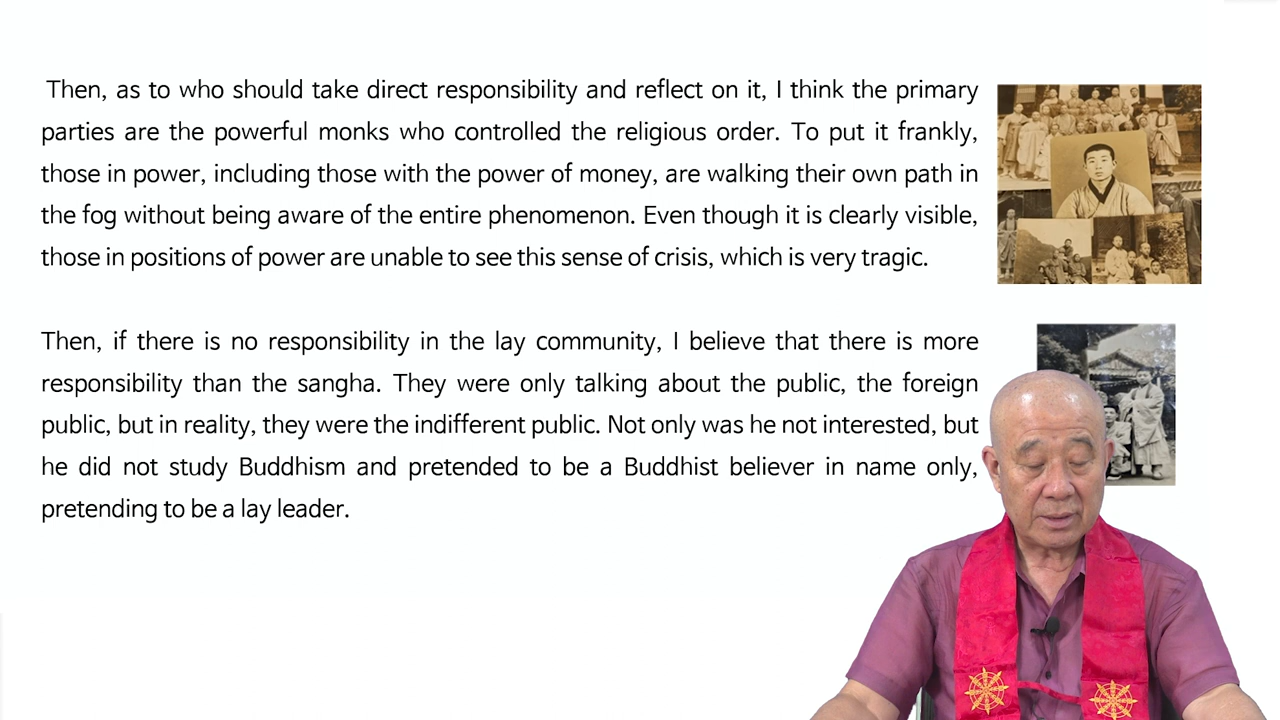 Then, as to who should take direct responsibility and reflect on it, I think the primary
parties are the powerful monks who controlled the religious order. To put it frankly,
those in power, including those with the power of money, are walking their own path in
the fog without being aware of the entire phenomenon. Even though it is clearly visible,
those in positions of power are unable to see this sense of crisis, which is very tragic.
Then, if there is no responsibility in the lay community, I believe that there is more
responsibility than the sangha. They were only talking about the public, the foreign
public, but in reality, they were the indifferent public. Not only was he not interested, but
he did not study Buddhism and pretended to be a Buddhist believer in name only,
pretending to be a lay leader.